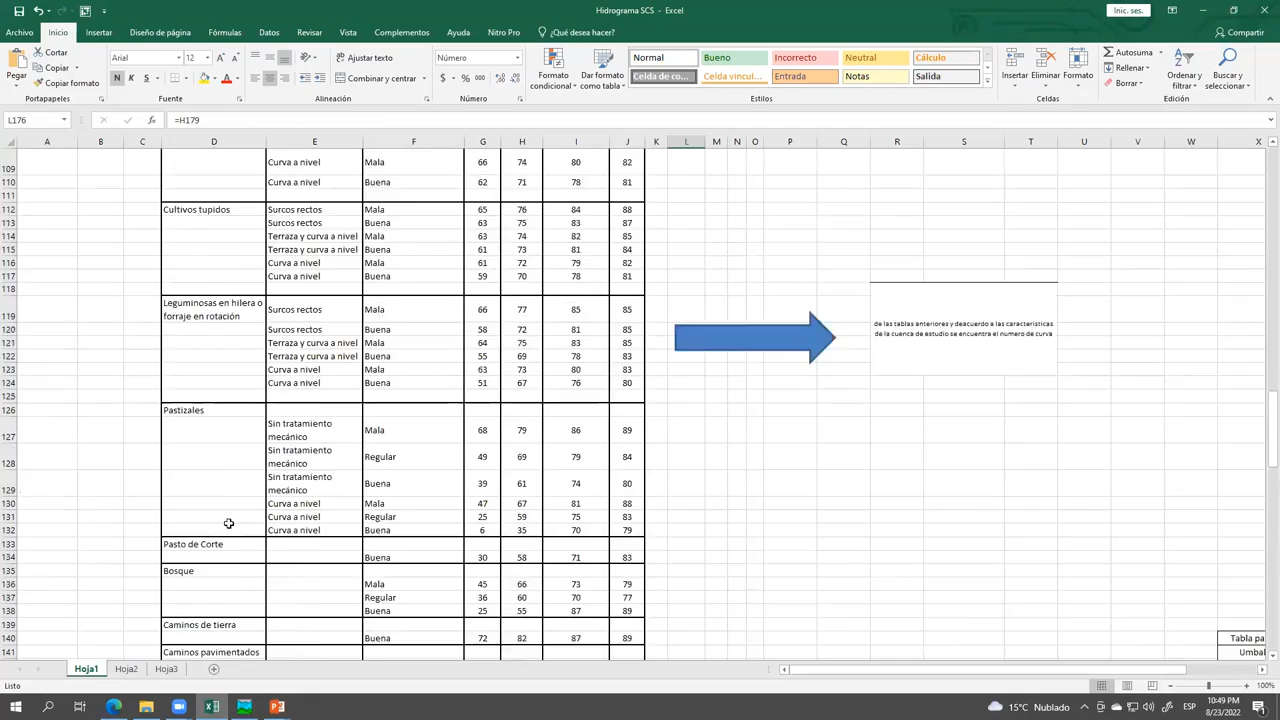 Hidrograma SCS - Excel
Inic. ses.
Archivo Inicio Insertar Diseño de página Fórmulas Datos Revisar Vista Complementos Ayuda Nitro Pro ¿Qué desea hacer? Compartir
Pegar
Cortar
Copiar
Copiar formato
Portapapeles
Arial 12
N K S
Fuente
Ajustar texto
Combinar y centrar
Alineación
Número
$ % 000
Número
Formato condicional
Dar formato como tabla
Normal Bueno Incorrecto Neutral Cálculo
Celda de co... Celda vincul... Entrada Notas Salida
Estilos
Insertar Eliminar Formato
Celdas
Autosuma
Rellenar
Borrar
Ordenar y filtrar
Buscar y seleccionar
Edición
L176 fx =H179
A B C D E F G H I J K L M N O P Q R S T U V W X
109 Curva a nivel Mala 66 74 80 82
110 Curva a nivel Buena 62 71 78 81
111
112 Cultivos tupidos Surcos rectos Mala 65 76 84 88
113 Surcos rectos Buena 63 75 83 87
114 Terraza y curva a nivel Mala 63 74 82 85
115 Terraza y curva a nivel Buena 61 73 81 84
116 Curva a nivel Mala 61 72 79 82
117 Curva a nivel Buena 59 70 78 81
118
119 Leguminosas en hilera o forraje en rotación Surcos rectos Mala 66 77 85 85
de las tablas anteriores y deacuerdo a las caracteristicas
de la cuenca de estudio se encuentra el numero de curva
120 Surcos rectos Buena 58 72 81 85
121 Terraza y curva a nivel Mala 64 75 83 85
122 Terraza y curva a nivel Buena 55 69 78 83
123 Curva a nivel Mala 63 73 80 83
124 Curva a nivel Buena 51 67 76 80
125
126 Pastizales
127 Sin tratamiento mecánico Mala 68 79 86 89
128 Sin tratamiento mecánico Regular 49 69 79 84
129 Sin tratamiento mecánico Buena 39 61 74 80
130 Curva a nivel Mala 47 67 81 88
131 Curva a nivel Regular 25 59 75 83
132 Curva a nivel Buena 6 35 70 79
133 Pasto de Corte
134 Buena 30 58 71 83
135 Bosque
136 Mala 45 66 73 79
137 Regular 36 60 70 77
138 Buena 25 55 87 89
139 Caminos de tierra
140 Buena 72 82 87 89 Tabla pa
141 Caminos pavimentados Umbal
Hoja1 Hoja2 Hoja3
Listo 100%
15°C Nublado ESP 10:49 PM
8/23/2022